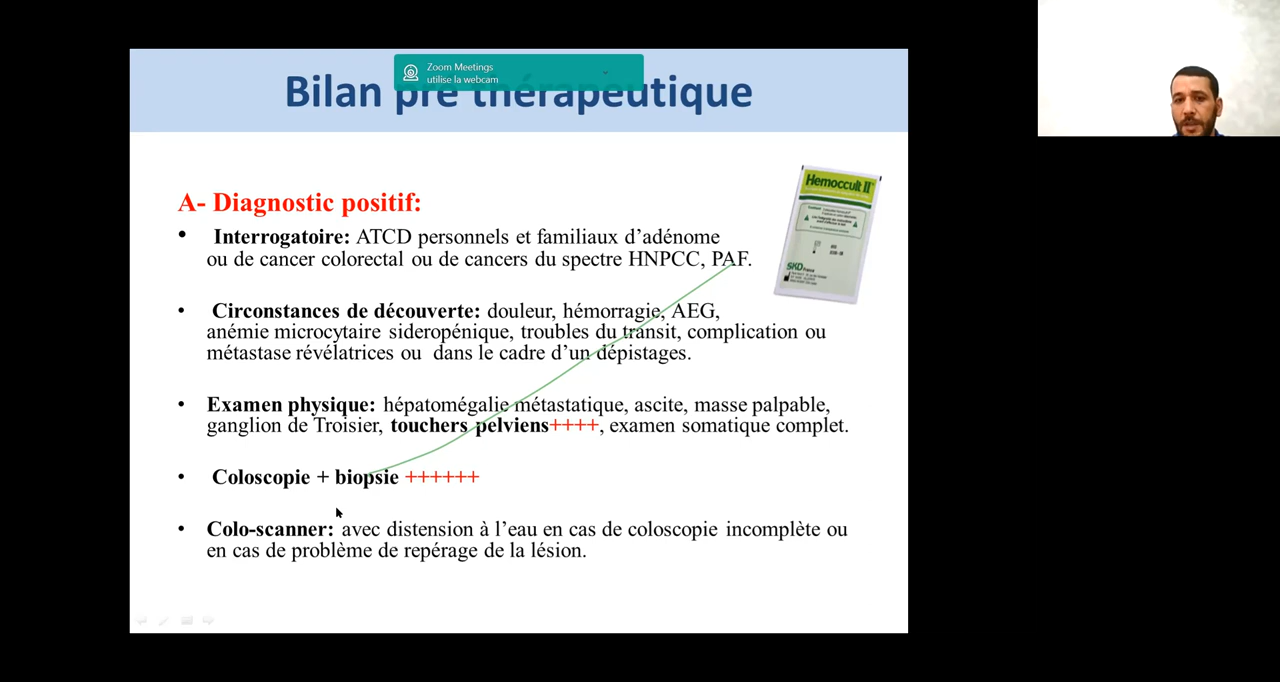 Zoom Meetings
utilise la webcam
Bilan pré thérapeutique
Hemoccult II
SKD France
A- Diagnostic positif:
• Interrogatoire: ATCD personnels et familiaux d’adénome
ou de cancer colorectal ou de cancers du spectre HNPCC, PAF.
• Circonstances de découverte: douleur, hémorragie, AEG,
anémie microcytaire sideropénique, troubles du transit, complication ou
métastase révélatrices ou dans le cadre d’un dépistages.
• Examen physique: hépatomégalie métastatique, ascite, masse palpable,
ganglion de Troisier, touchers pelviens++++, examen somatique complet.
• Coloscopie + biopsie ++++++
• Colo-scanner: avec distension à l’eau en cas de coloscopie incomplète ou
en cas de problème de repérage de la lésion.